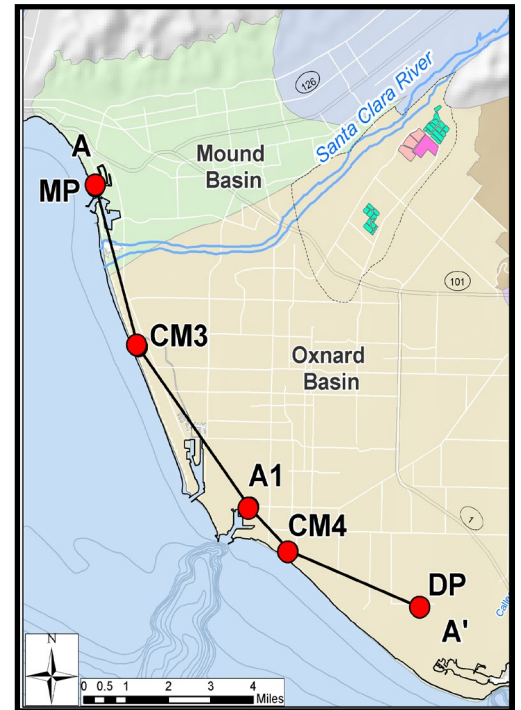 126
Santa Clara River
A
Mound
Basin
MP
101
CM3
Oxnard
Basin
A1
CM4
1
DP
A'
N
0 0.5 1 2 3 4
Miles